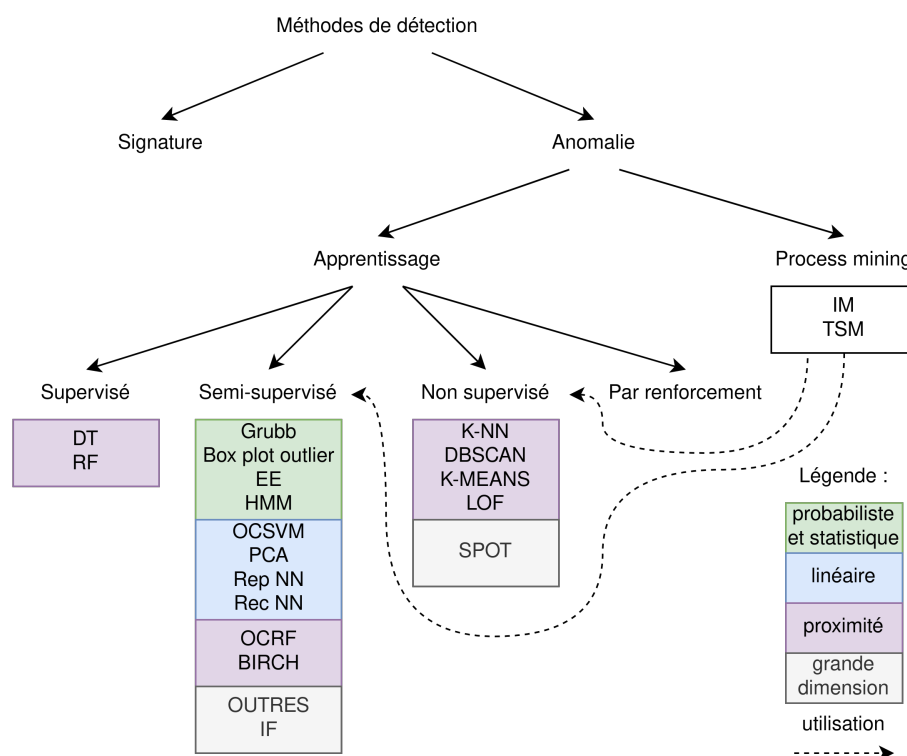 Méthodes de détection
Signature
Anomalie
Apprentissage
Process mining
IM
TSM
Supervisé
Semi-supervisé
Non supervisé
Par renforcement
DT
RF
Grubb
Box plot outlier
EE
HMM
OCSVM
PCA
Rep NN
Rec NN
OCRF
BIRCH
OUTRES
IF
K-NN
DBSCAN
K-MEANS
LOF
SPOT
Légende :
probabiliste
et statistique
linéaire
proximité
grande
dimension
utilisation